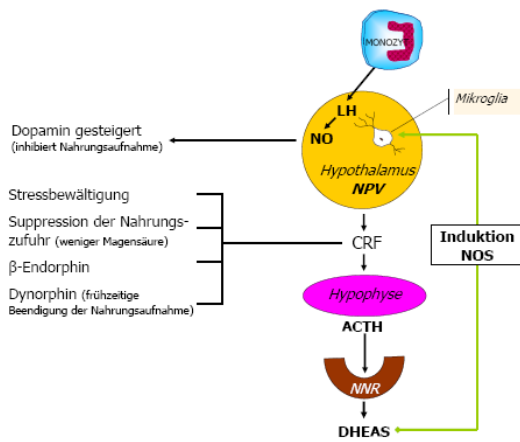 MONOZYT
Mikroglia
LH
NO
Hypothalamus
NPV
Dopamin gesteigert
(inhibiert Nahrungsaufnahme)
Stressbewältigung
Suppression der Nahrungs-
zufuhr (weniger Magensäure)
β-Endorphin
Dynorphin (frühzeitige
Beendigung der Nahrungsaufnahme)
CRF
Induktion
NOS
Hypophyse
ACTH
NNR
DHEAS